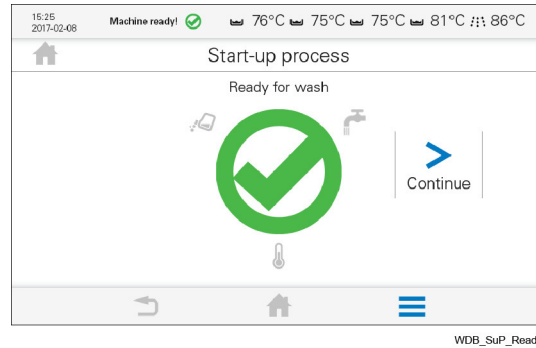 15:25
2017-02-08
Machine ready! 76°C 75°C 75°C 81°C 86°C
Start-up process
Ready for wash
Continue
WDB_SuP_Read